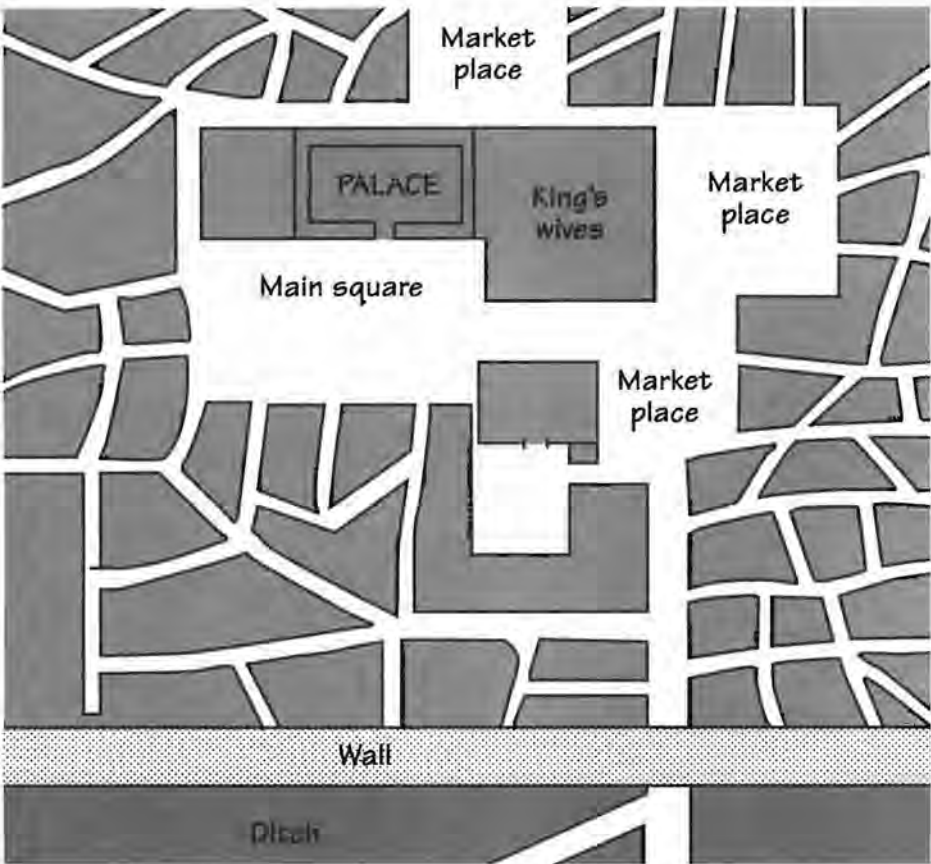 Market
place
PALACE
King's
wives
Market
place
Main square
Market
place
Wall
Ditch